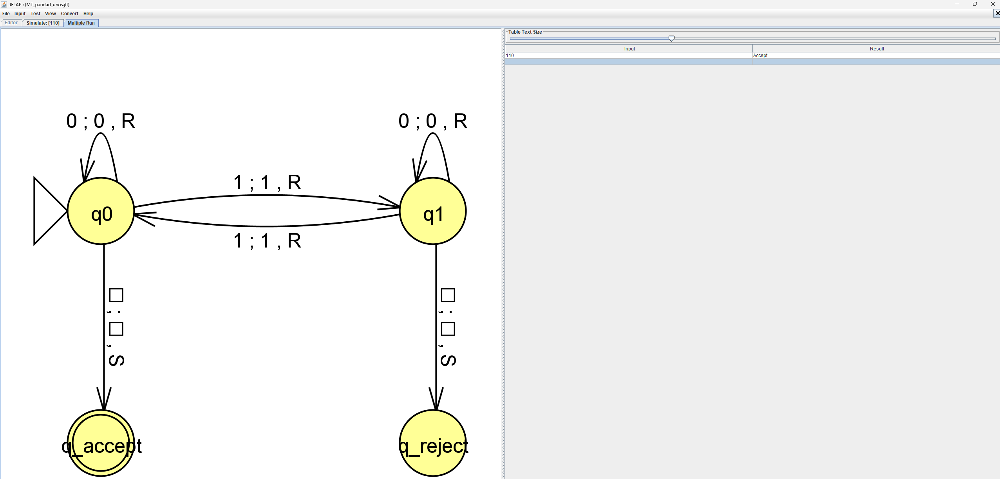 JFLAP : (MT_paridad_unos.jff)
File Input Test View Convert Help
Editor Simulate: [110] Multiple Run
Table Text Size
Input Result
110 Accept
0 ; 0 , R
0 ; 0 , R
1 ; 1 , R
q0
q1
1 ; 1 , R
□ ; □ , S
□ ; □ , S
q_accept
q_reject